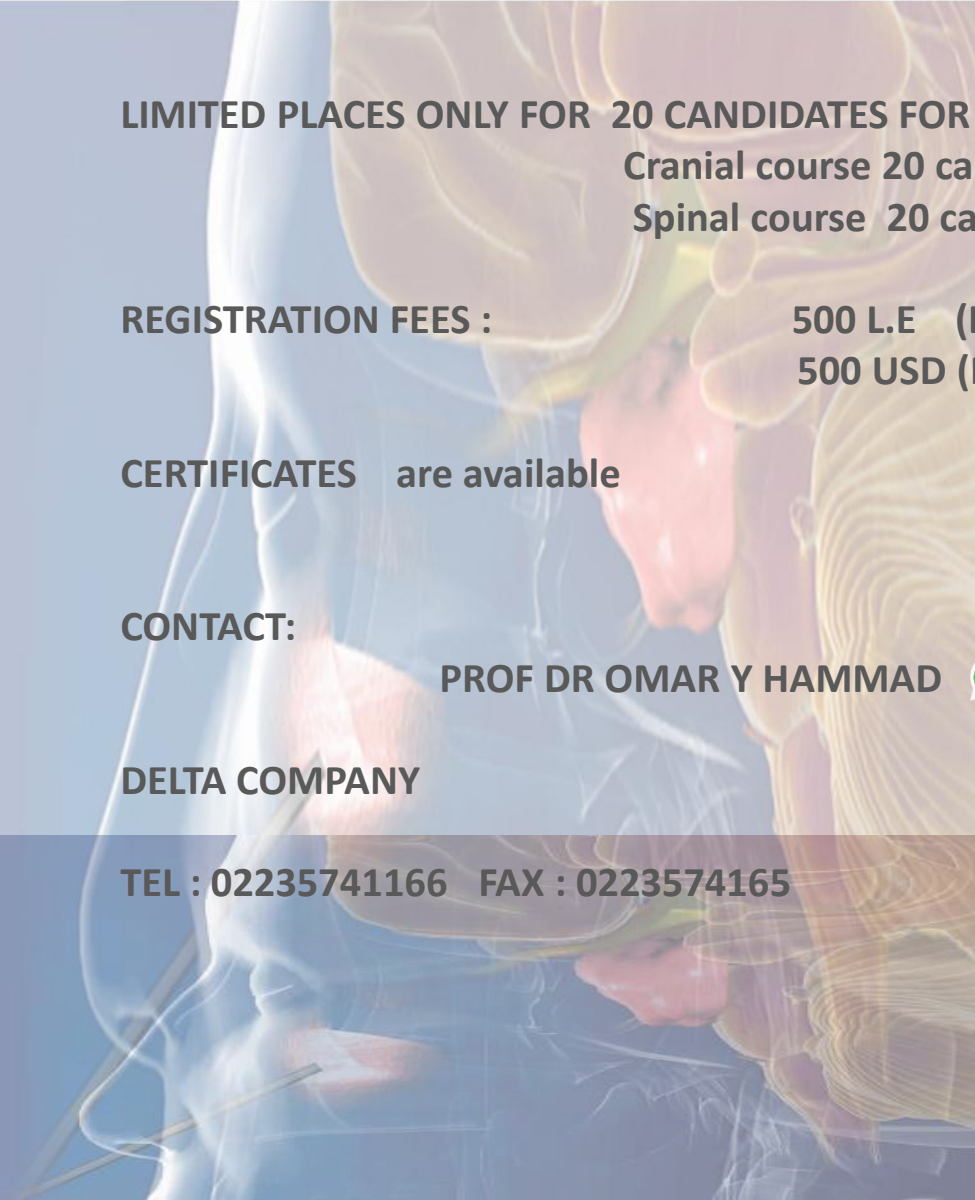 LIMITED PLACES ONLY FOR 20 CANDIDATES FOR
Cranial course 20 ca
Spinal course 20 ca
REGISTRATION FEES :
500 L.E (
500 USD (
CERTIFICATES are available
CONTACT:
PROF DR OMAR Y HAMMAD
DELTA COMPANY
TEL : 02235741166 FAX : 0223574165